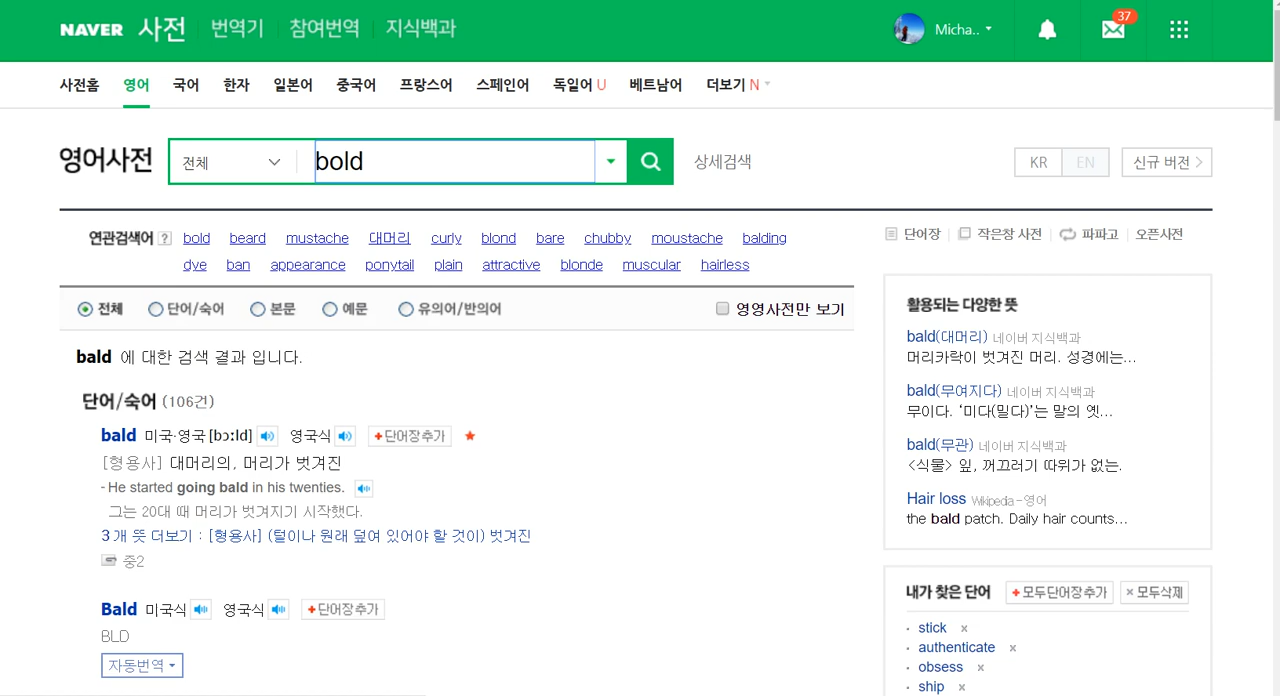 NAVER 사전 번역기 참여번역 지식백과 Micha.. 37
사전홈 영어 국어 한자 일본어 중국어 프랑스어 스페인어 독일어 U 베트남어 더보기 N
영어사전 전체 bold 상세검색 KR EN 신규 버전
연관검색어 ? bold beard mustache 대머리 curly blond bare chubby moustache balding
dye ban appearance ponytail plain attractive blonde muscular hairless
단어장 작은창 사전 파파고 오픈사전
전체 단어/숙어 본문 예문 유의어/반의어 영영사전만 보기
bald 에 대한 검색 결과 입니다.
단어/숙어 (106건)
bald 미국·영국[bɔːld] 영국식 +단어장추가
[형용사] 대머리의, 머리가 벗겨진
- He started going bald in his twenties.
그는 20대 때 머리가 벗겨지기 시작했다.
3개 뜻 더보기 : [형용사] (털이나 원래 덮여 있어야 할 것이) 벗겨진
중2
Bald 미국식 영국식 +단어장추가
BLD
자동번역
활용되는 다양한 뜻
bald(대머리) 네이버 지식백과
머리카락이 벗겨진 머리. 성경에는...
bald(무여지다) 네이버 지식백과
무이다. ‘미다(밀다)’는 말의 옛...
bald(무관) 네이버 지식백과
<식물> 잎, 꺼끄러기 따위가 없는.
Hair loss Wikipedia-영어
the bald patch. Daily hair counts...
내가 찾은 단어 +모두단어장추가 ×모두삭제
· stick ×
· authenticate ×
· obsess ×
· ship ×